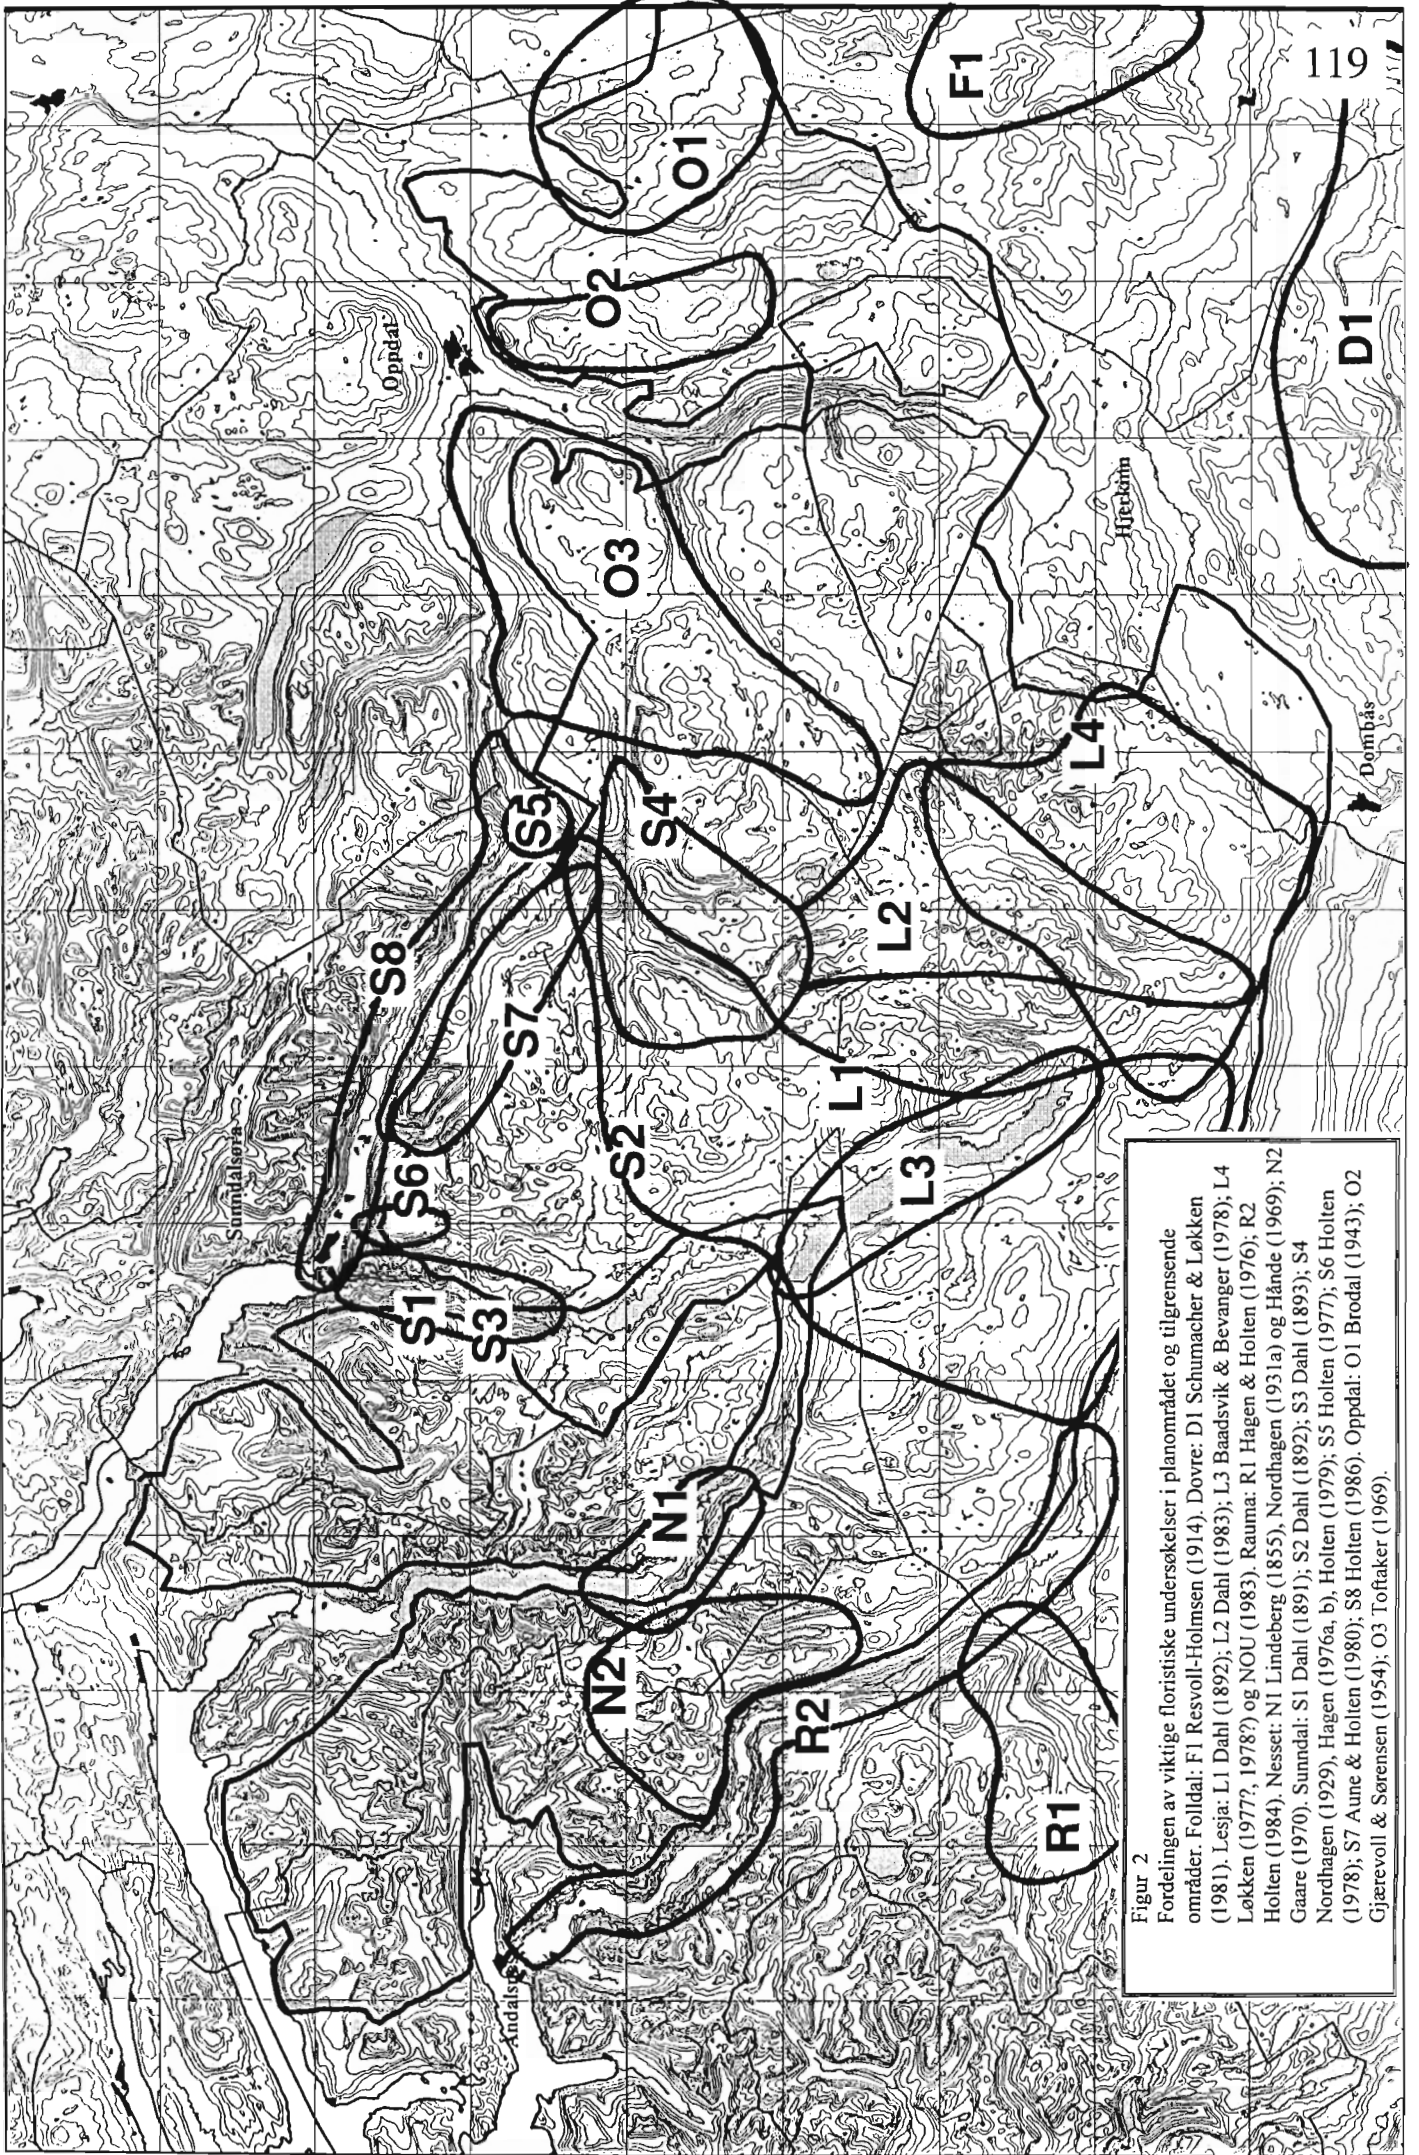 119
F1
O1
O2
D1
Oppdal
O3
Hjerkinn
L4
Dombås
S5
S4
L2
S8
S7
L1
S2
L3
S6
Sunndalsøra
S1
S3
N1
N2
R2
R1
Åndalsnes
Figur 2
Fordelingen av viktige floristiske undersøkelser i planområdet og tilgrensende
områder. Folldal: F1 Resvoll-Holmsen (1914). Dovre: D1 Schumacher & Løkken
(1981). Lesja: L1 Dahl (1892); L2 Dahl (1983); L3 Baadsvik & Bevanger (1978); L4
Løkken (1977?, 1978?) og NOU (1983). Rauma: R1 Hagen & Holten (1976); R2
Holten (1984). Nesset: N1 Lindeberg (1855), Nordhagen (1931a) og Hånde (1969); N2
Gaare (1970). Sunndal: S1 Dahl (1891); S2 Dahl (1892); S3 Dahl (1893); S4
Nordhagen (1929), Hagen (1976a, b), Holten (1979); S5 Holten (1977); S6 Holten
(1978); S7 Aune & Holten (1980); S8 Holten (1986). Oppdal: O1 Brodal (1943); O2
Gjærevoll & Sørensen (1954); O3 Toftaker (1969).